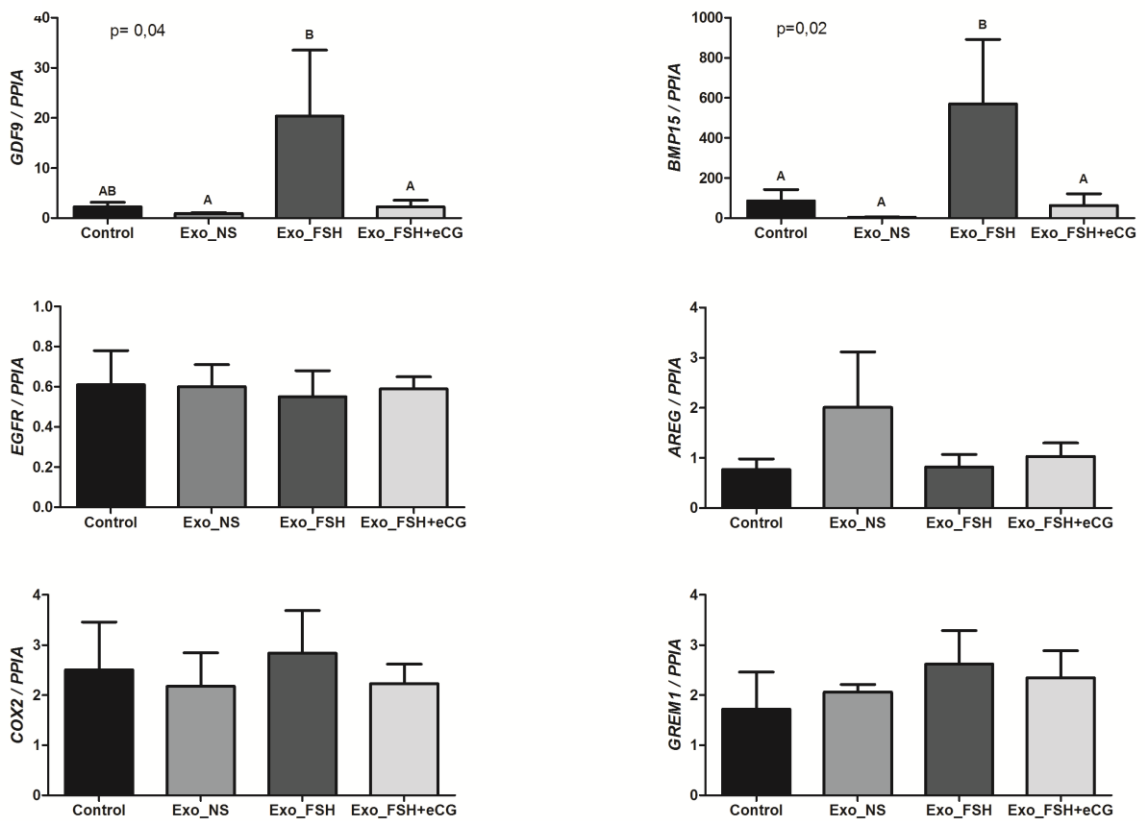 40
p= 0,04
B
30
20
10
AB
A
A
0
GDF9 / PPIA
Control Exo_NS Exo_FSH Exo_FSH+eCG
1000
p=0,02
B
800
600
400
200
A
A
A
0
BMP15 / PPIA
Control Exo_NS Exo_FSH Exo_FSH+eCG
1.0
0.8
0.6
0.4
0.2
0.0
EGFR / PPIA
Control Exo_NS Exo_FSH Exo_FSH+eCG
4
3
2
1
0
AREG / PPIA
Control Exo_NS Exo_FSH Exo_FSH+eCG
4
3
2
1
0
COX2 / PPIA
Control Exo_NS Exo_FSH Exo_FSH+eCG
4
3
2
1
0
GREM1 / PPIA
Control Exo_NS Exo_FSH Exo_FSH+eCG